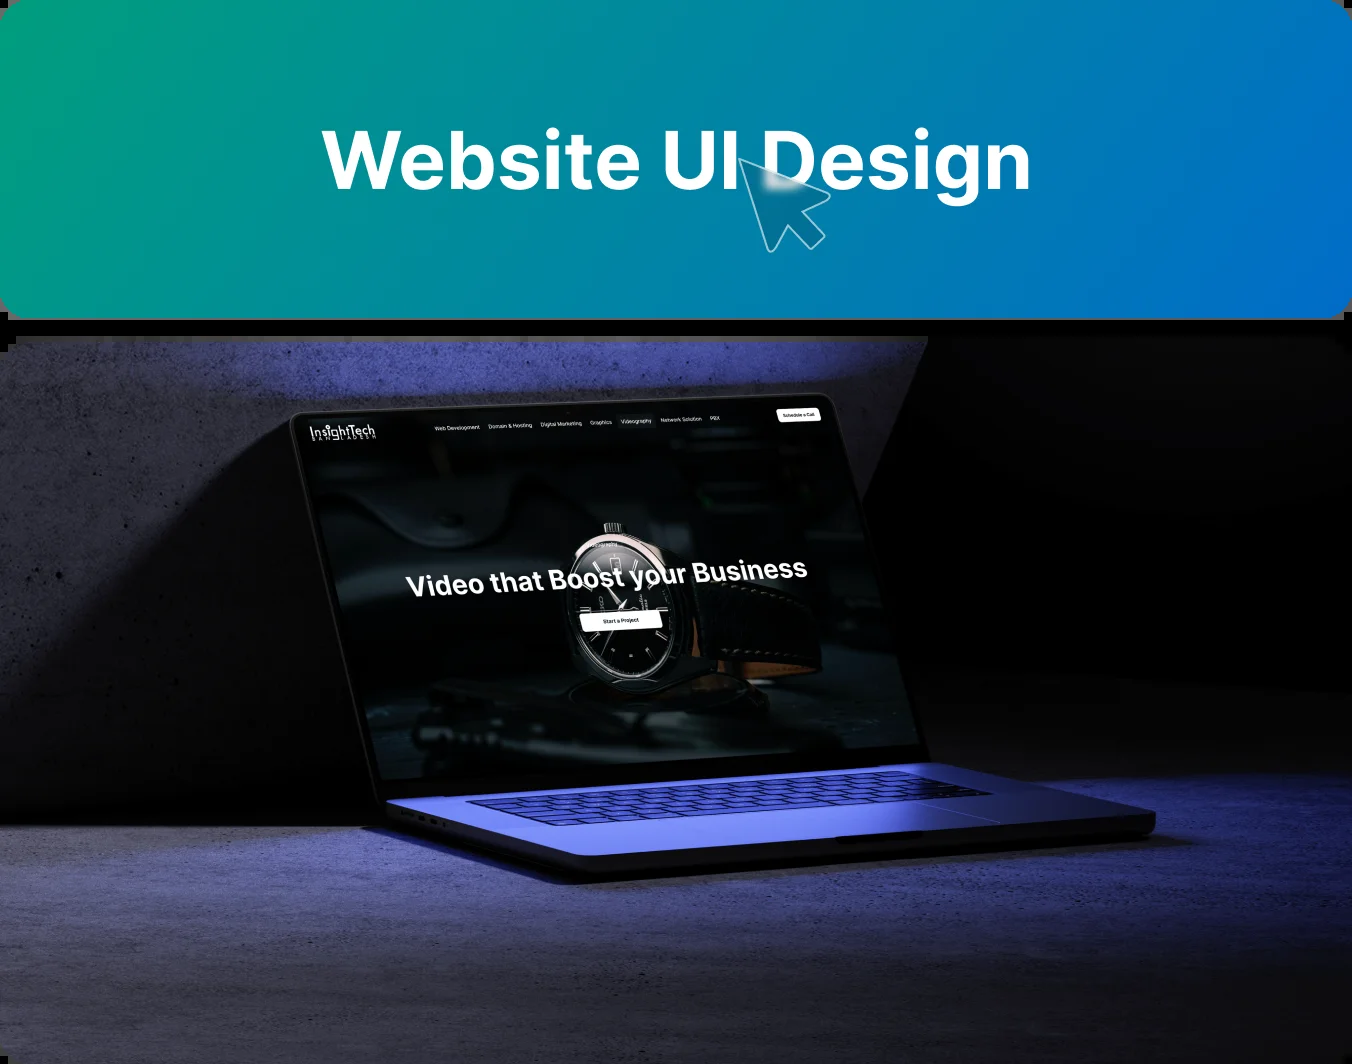 Website UI Design
InsightTech
BANGLADESH
Web Development
Domain & Hosting
Digital Marketing
Graphics
Videography
Network Solution
PBX
Schedule a Call
Video that Boost your Business
Start a Project